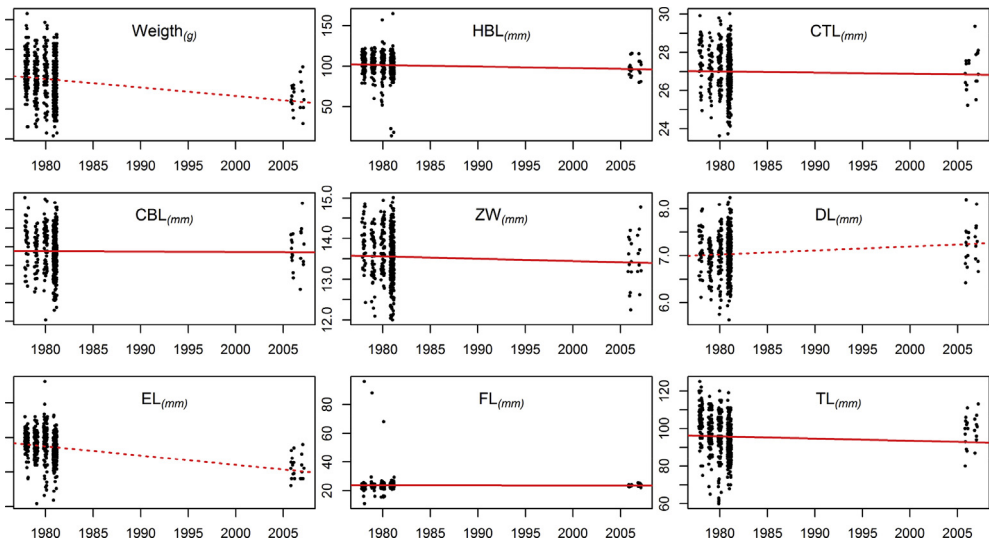 Weigth(g)
1980 1985 1990 1995 2000 2005
HBL(mm)
50 100 150
1980 1985 1990 1995 2000 2005
CTL(mm)
24 26 28 30
1980 1985 1990 1995 2000 2005
CBL(mm)
1980 1985 1990 1995 2000 2005
ZW(mm)
12.0 13.0 14.0 15.0
1980 1985 1990 1995 2000 2005
DL(mm)
6.0 7.0 8.0
1980 1985 1990 1995 2000 2005
EL(mm)
1980 1985 1990 1995 2000 2005
FL(mm)
20 40 60 80
1980 1985 1990 1995 2000 2005
TL(mm)
60 80 100 120
1980 1985 1990 1995 2000 2005